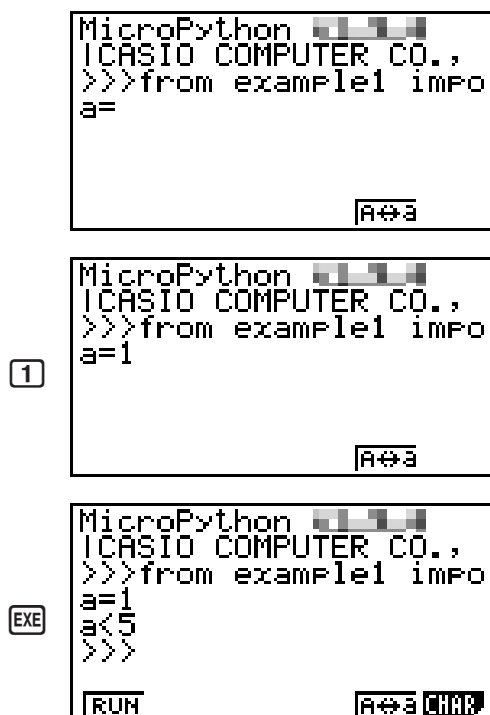 MicroPython
|CASIO COMPUTER CO.,
>>>from example1 impo
a=
A↔a
MicroPython
|CASIO COMPUTER CO.,
>>>from example1 impo
1
a=1
A↔a
MicroPython
|CASIO COMPUTER CO.,
>>>from example1 impo
a=1
EXE
a<5
>>>
RUN A↔a CHAR